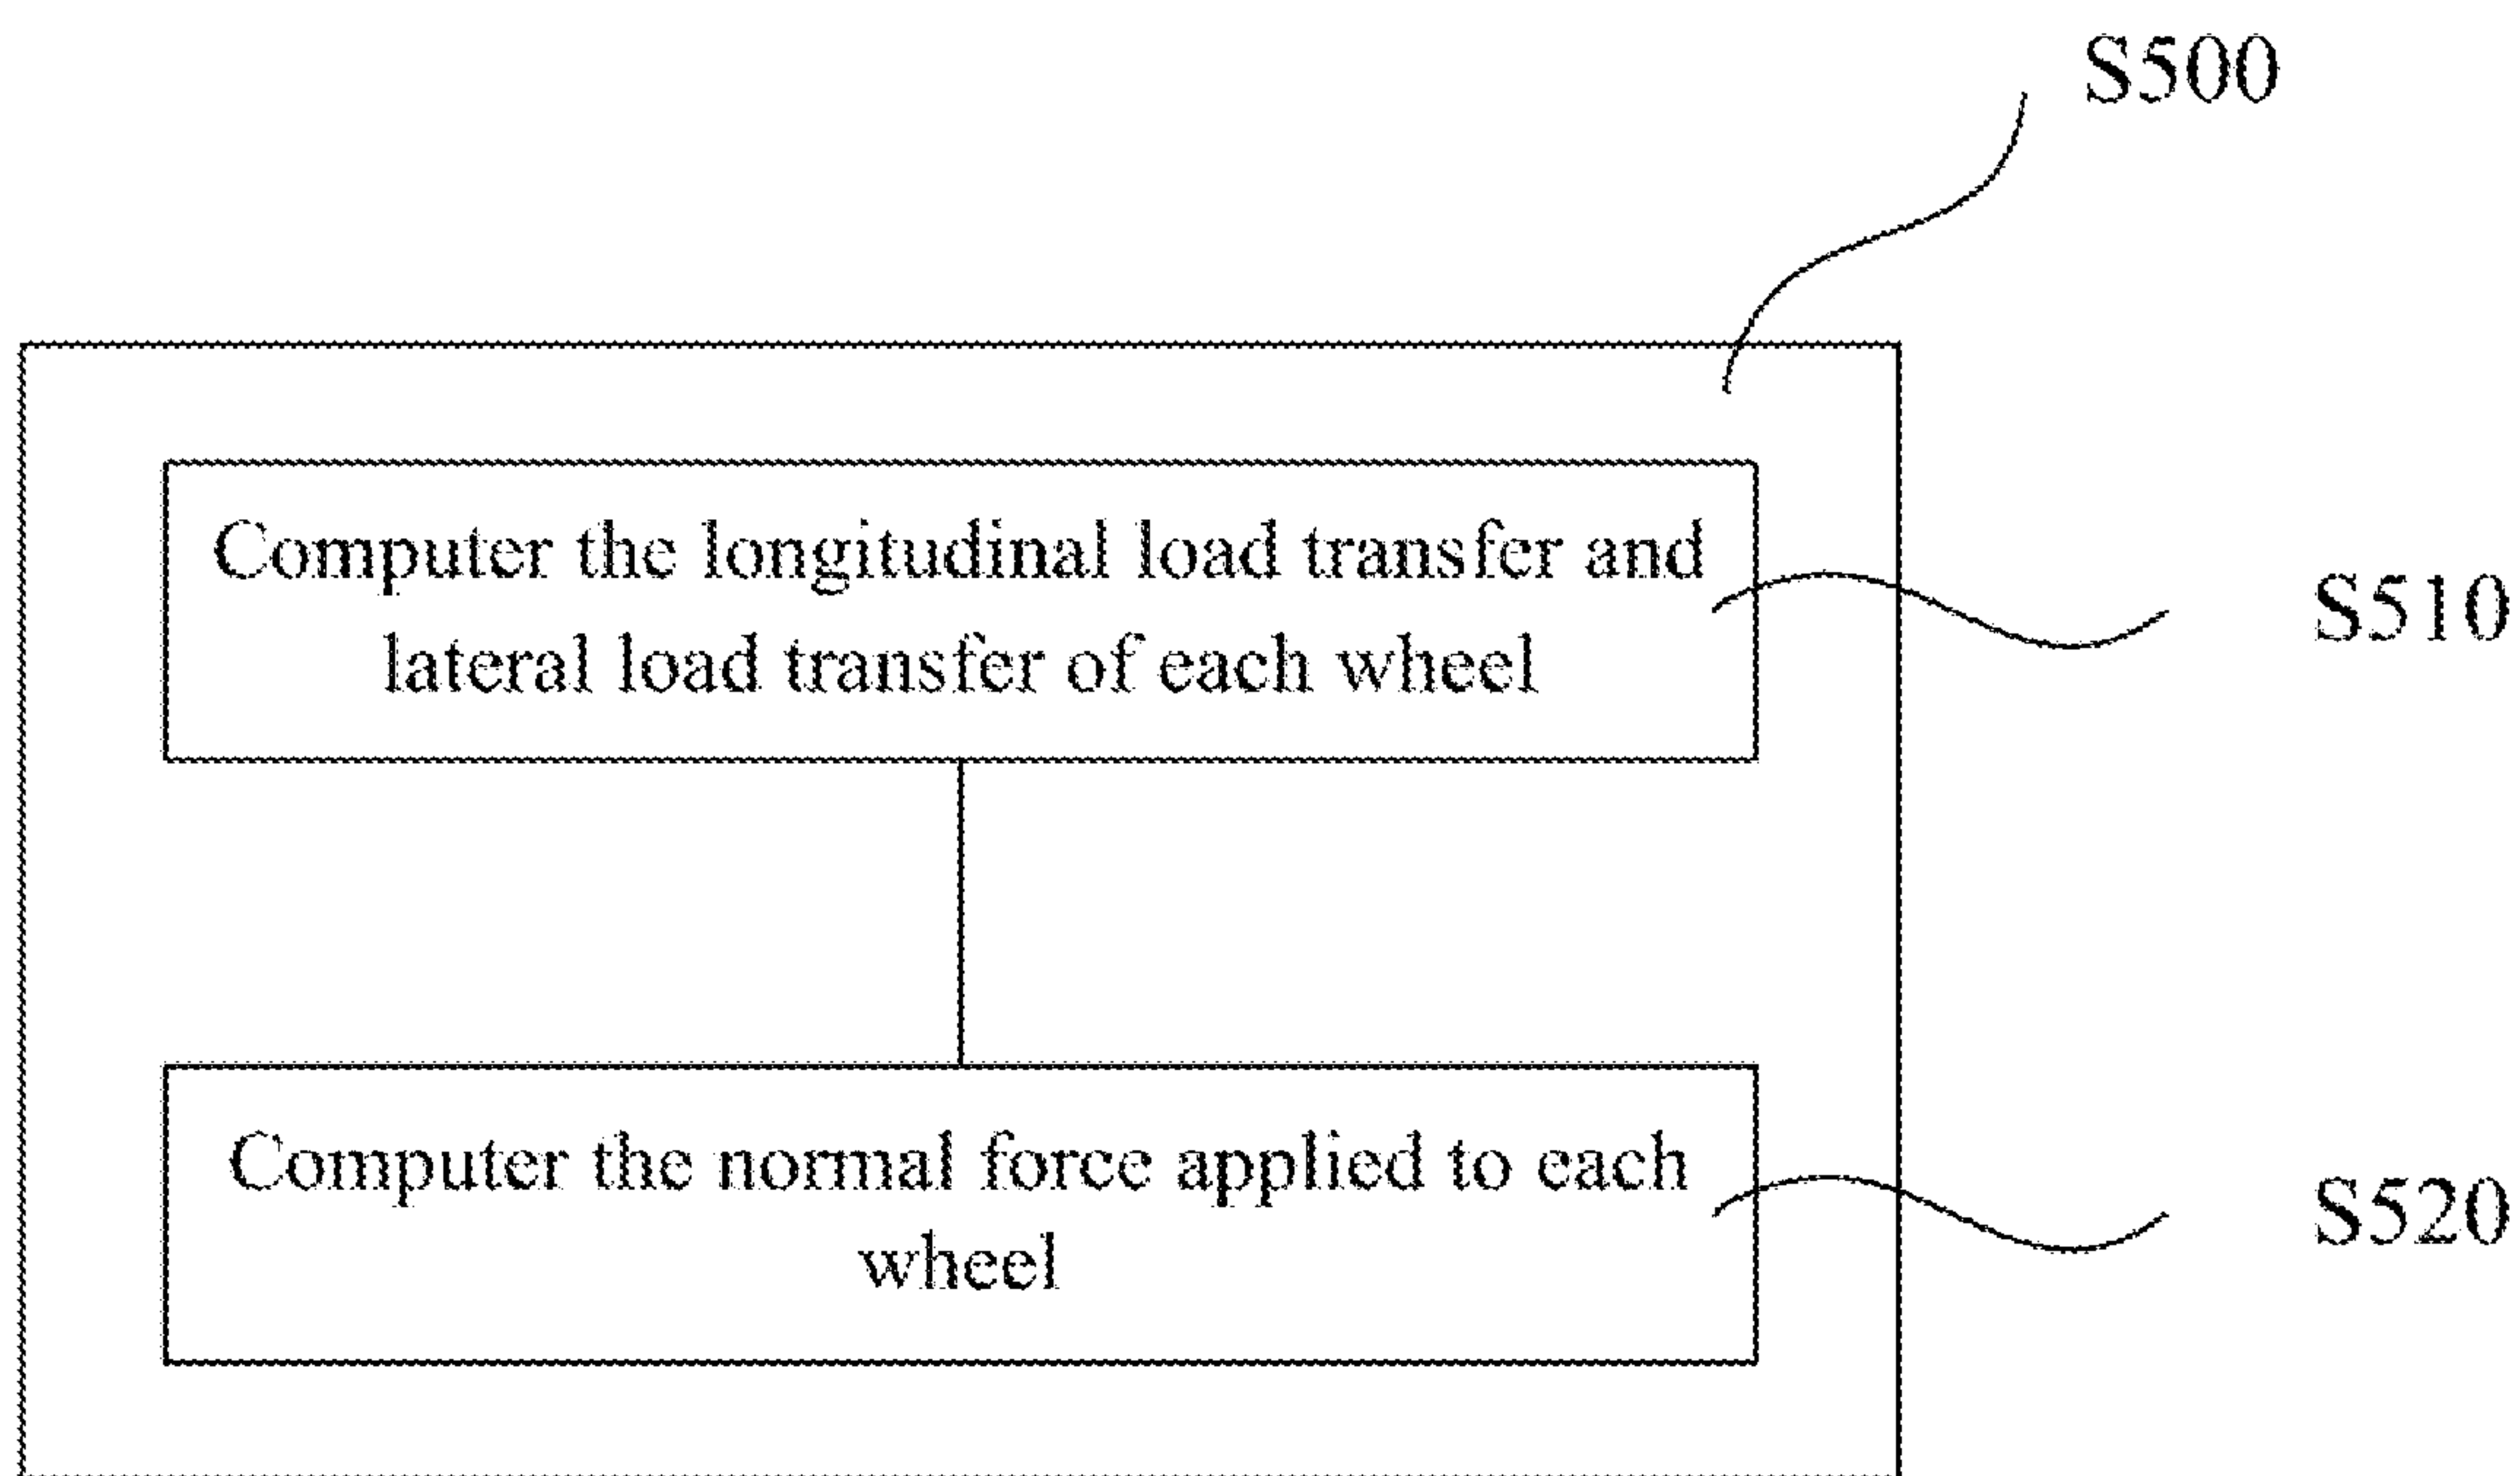 S500
Computer the longitudinal load transfer and
lateral load transfer of each wheel
S510
Computer the normal force applied to each
wheel
S520